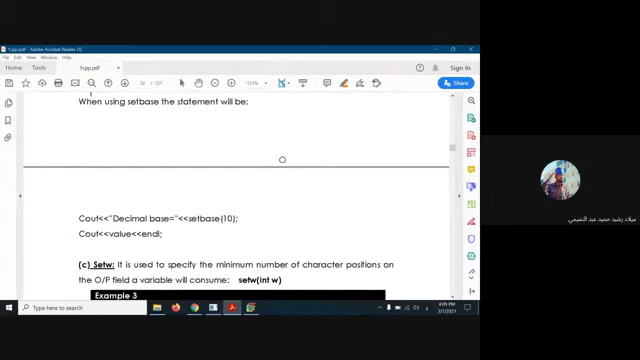 1cpp.pdf - Adobe Acrobat Reader DC
File Edit View Window Help
Home Tools 1cpp.pdf × Sign In
32 / 127 Share
When using setbase the statement will be:
Cout<<"Decimal base="<<setbase(10);
Cout<<value<<endl;
(c) Setw: It is used to specify the minimum number of character positions on
the O/P field a variable will consume: setw(int w)
Example 3
ميلاد رشيد حميد عبد النعيمي
Type here to search
4:09 PM
3/7/2021